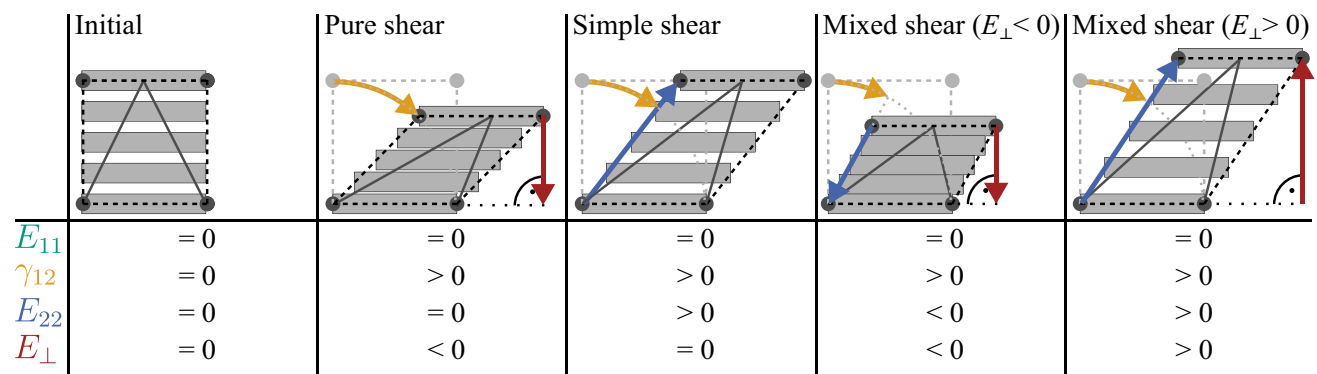 Initial Pure shear Simple shear Mixed shear (E⊥< 0) Mixed shear (E⊥> 0)
E11 = 0 = 0 = 0 = 0 = 0
γ12 = 0 > 0 > 0 > 0 > 0
E22 = 0 = 0 > 0 < 0 > 0
E⊥ = 0 < 0 = 0 < 0 > 0